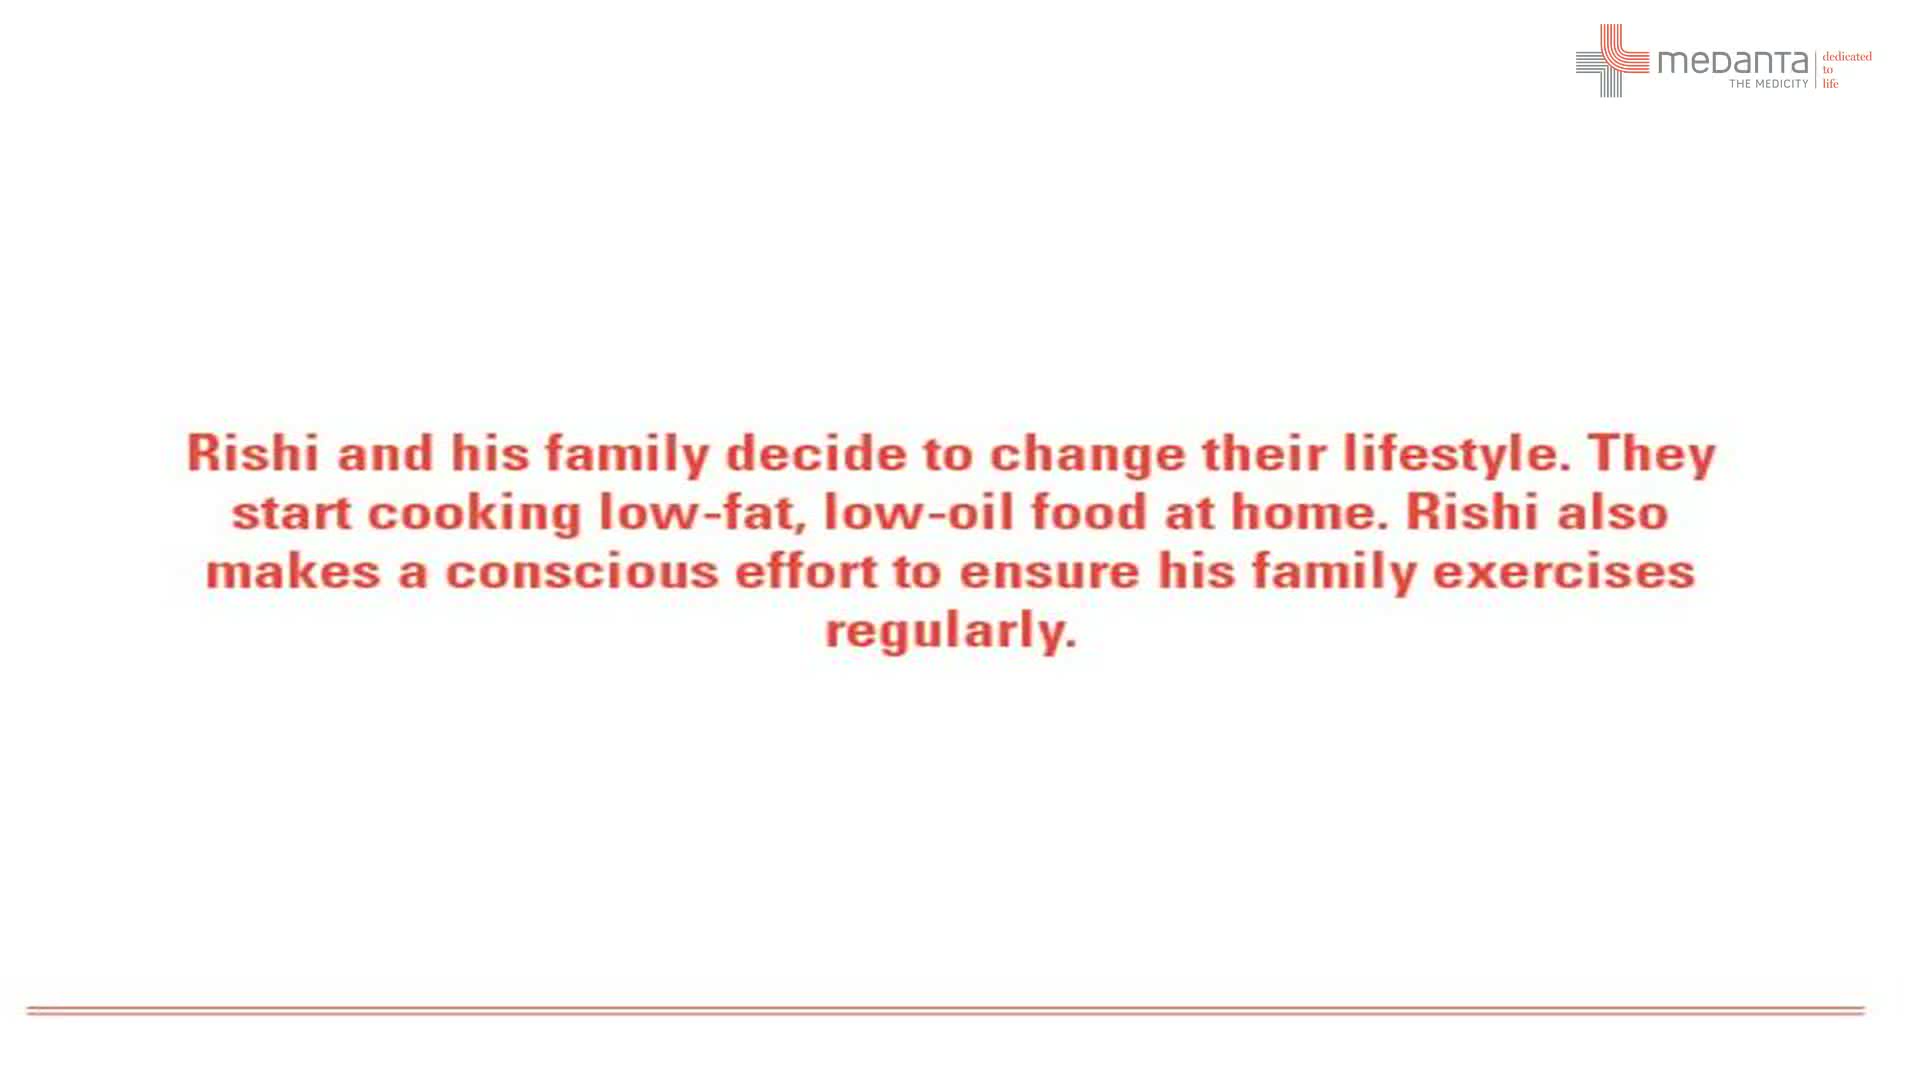 meDanTa
THE MEDICITY
dedicated
to
life
Rishi and his family decide to change their lifestyle. They
start cooking low-fat, low-oil food at home. Rishi also
makes a conscious effort to ensure his family exercises
regularly.